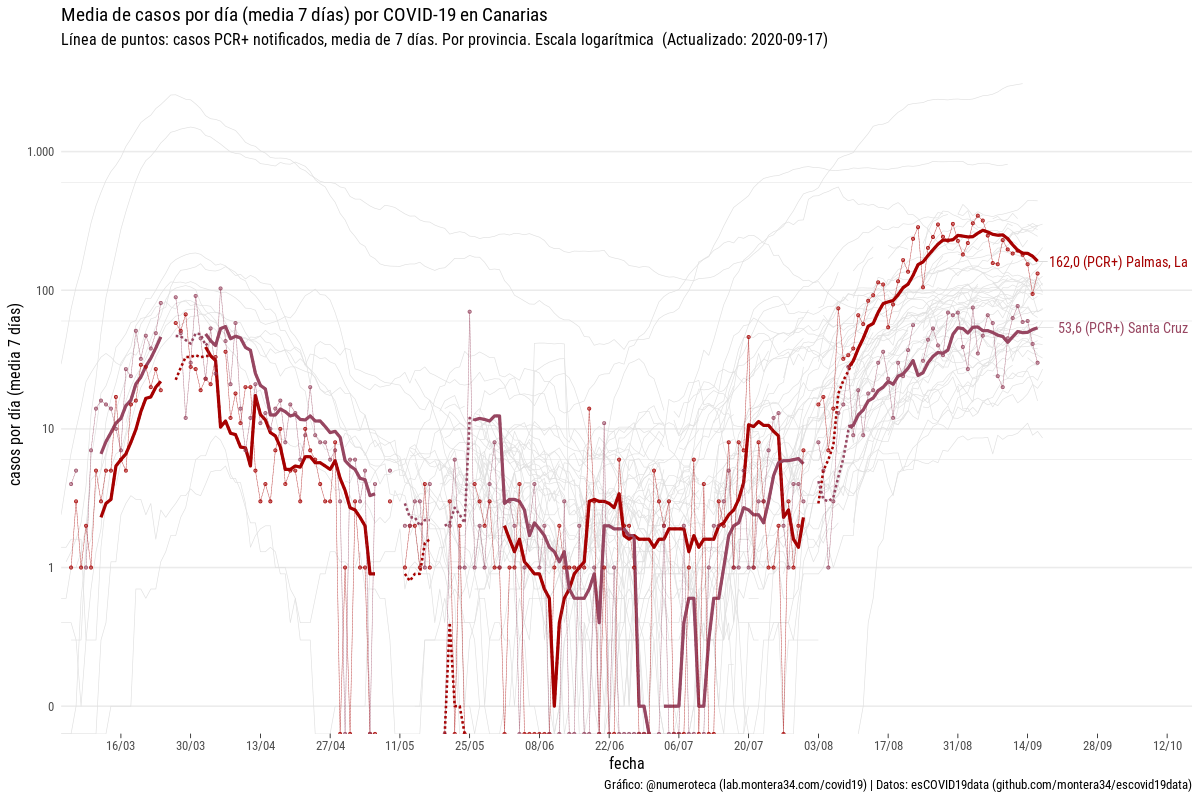 Media de casos por día (media 7 días) por COVID-19 en Canarias
Línea de puntos: casos PCR+ notificados, media de 7 días. Por provincia. Escala logarítmica (Actualizado: 2020-09-17)
casos por día (media 7 días)
1.000
100
10
1
0
162,0 (PCR+) Palmas, La
53,6 (PCR+) Santa Cruz
16/03 30/03 13/04 27/04 11/05 25/05 08/06 22/06 06/07 20/07 03/08 17/08 31/08 14/09 28/09 12/10
fecha
Gráfico: @numeroteca (lab.montera34.com/covid19) | Datos: esCOVID19data (github.com/montera34/escovid19data)